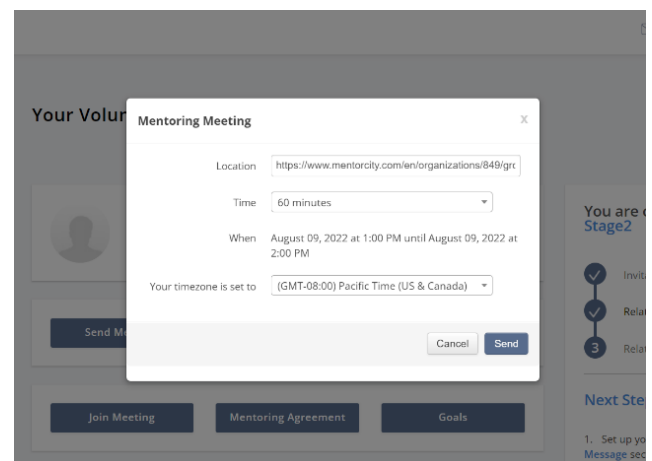 Your Volun
Mentoring Meeting
x
Location
https://www.mentorcity.com/en/organizations/849/grc
Time
60 minutes
When
August 09, 2022 at 1:00 PM until August 09, 2022 at
2:00 PM
Your timezone is set to
(GMT-08:00) Pacific Time (US & Canada)
Cancel
Send
Send Me
Join Meeting
Mentoring Agreement
Goals
You are o
Stage2
Invita
Relat
3
Relat
Next Ste
1. Set up yo
Message sec